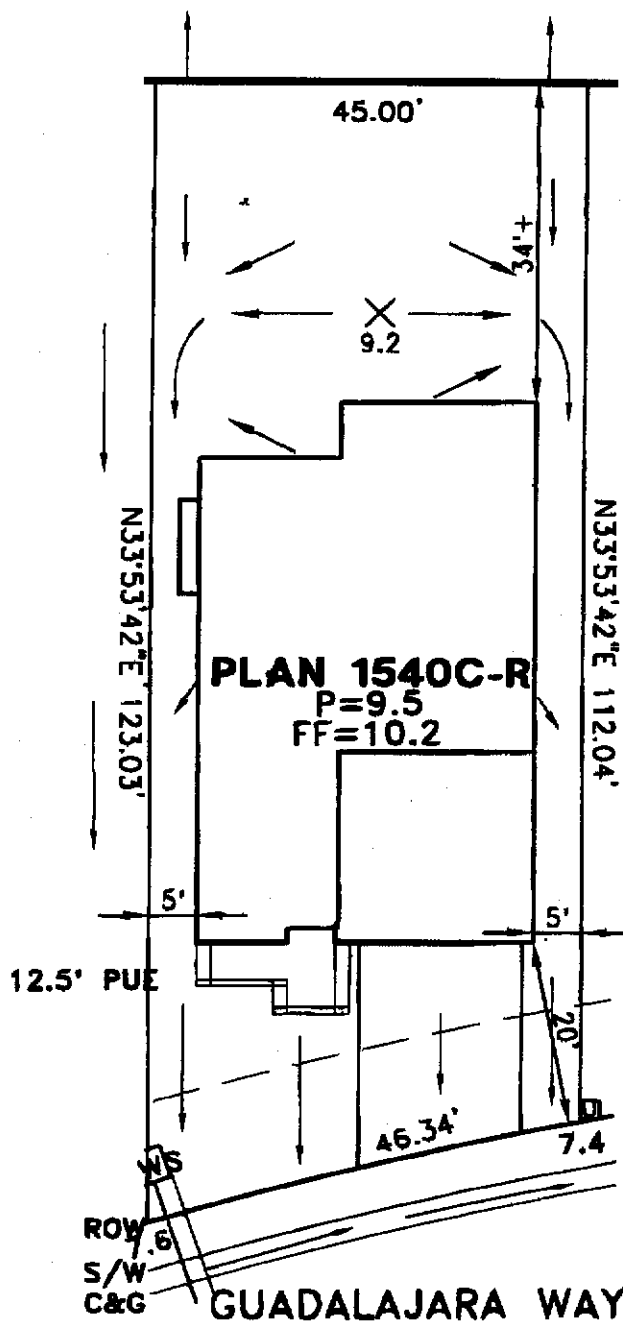 45.00'
34'+
9.2
N33°53'42"E 123.03'
N33°53'42"E 112.04'
PLAN 1540C-R
P=9.5
FF=10.2
5'
5'
12.5' PUE
20'
46.34'
7.4
WS
ROW
.6
S/W
C&G
GUADALAJARA WAY